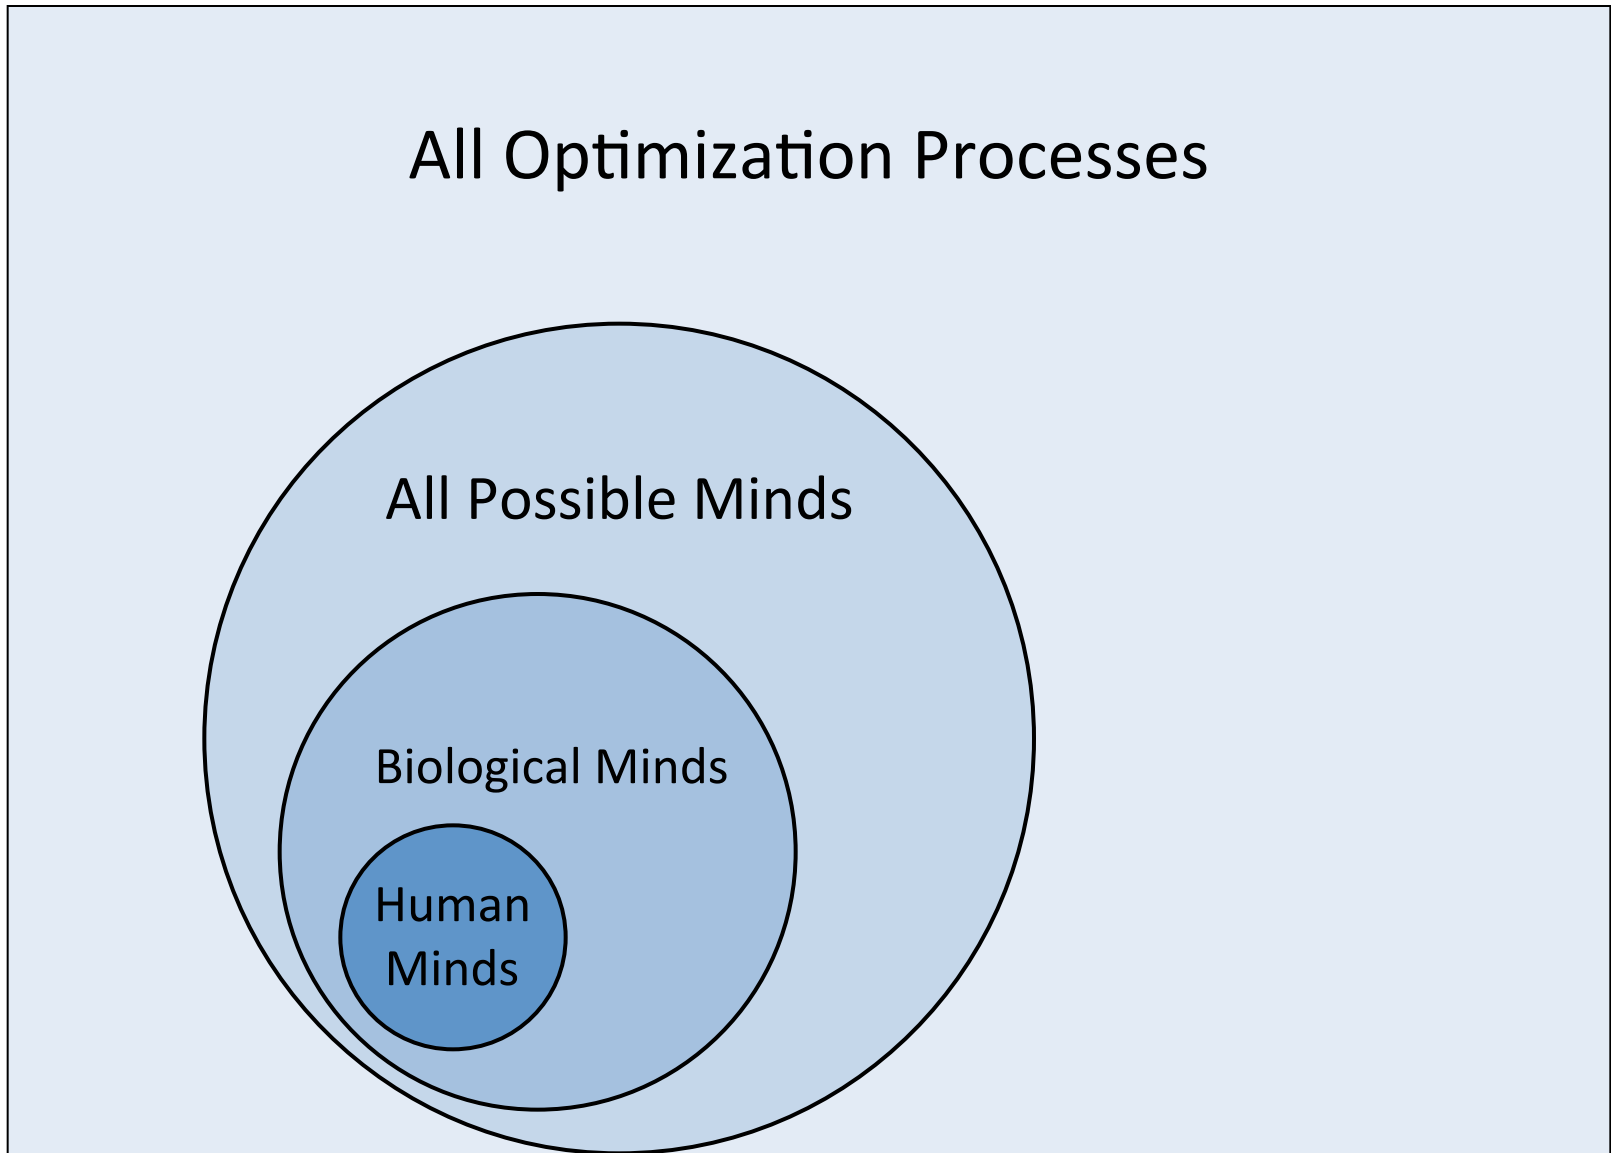 All Optimization Processes
All Possible Minds
Biological Minds
Human
Minds